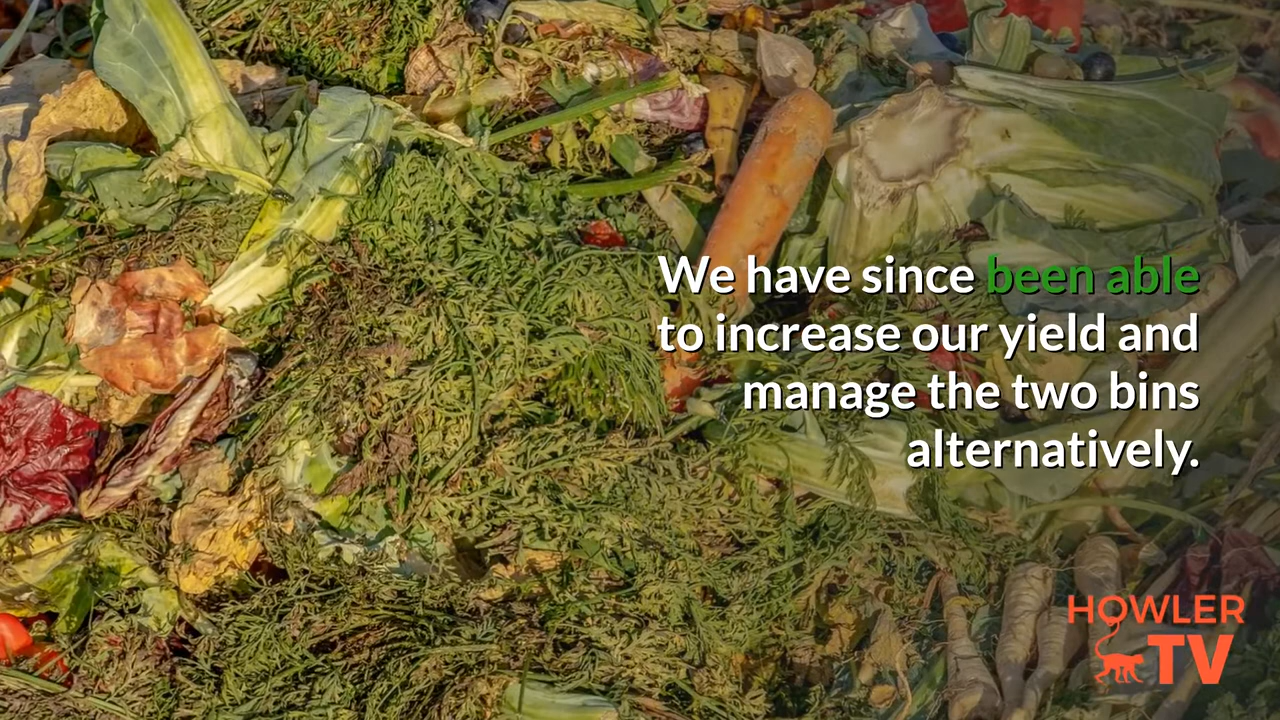 We have since been able
to increase our yield and
manage the two bins
alternatively.
HOWLER
TV